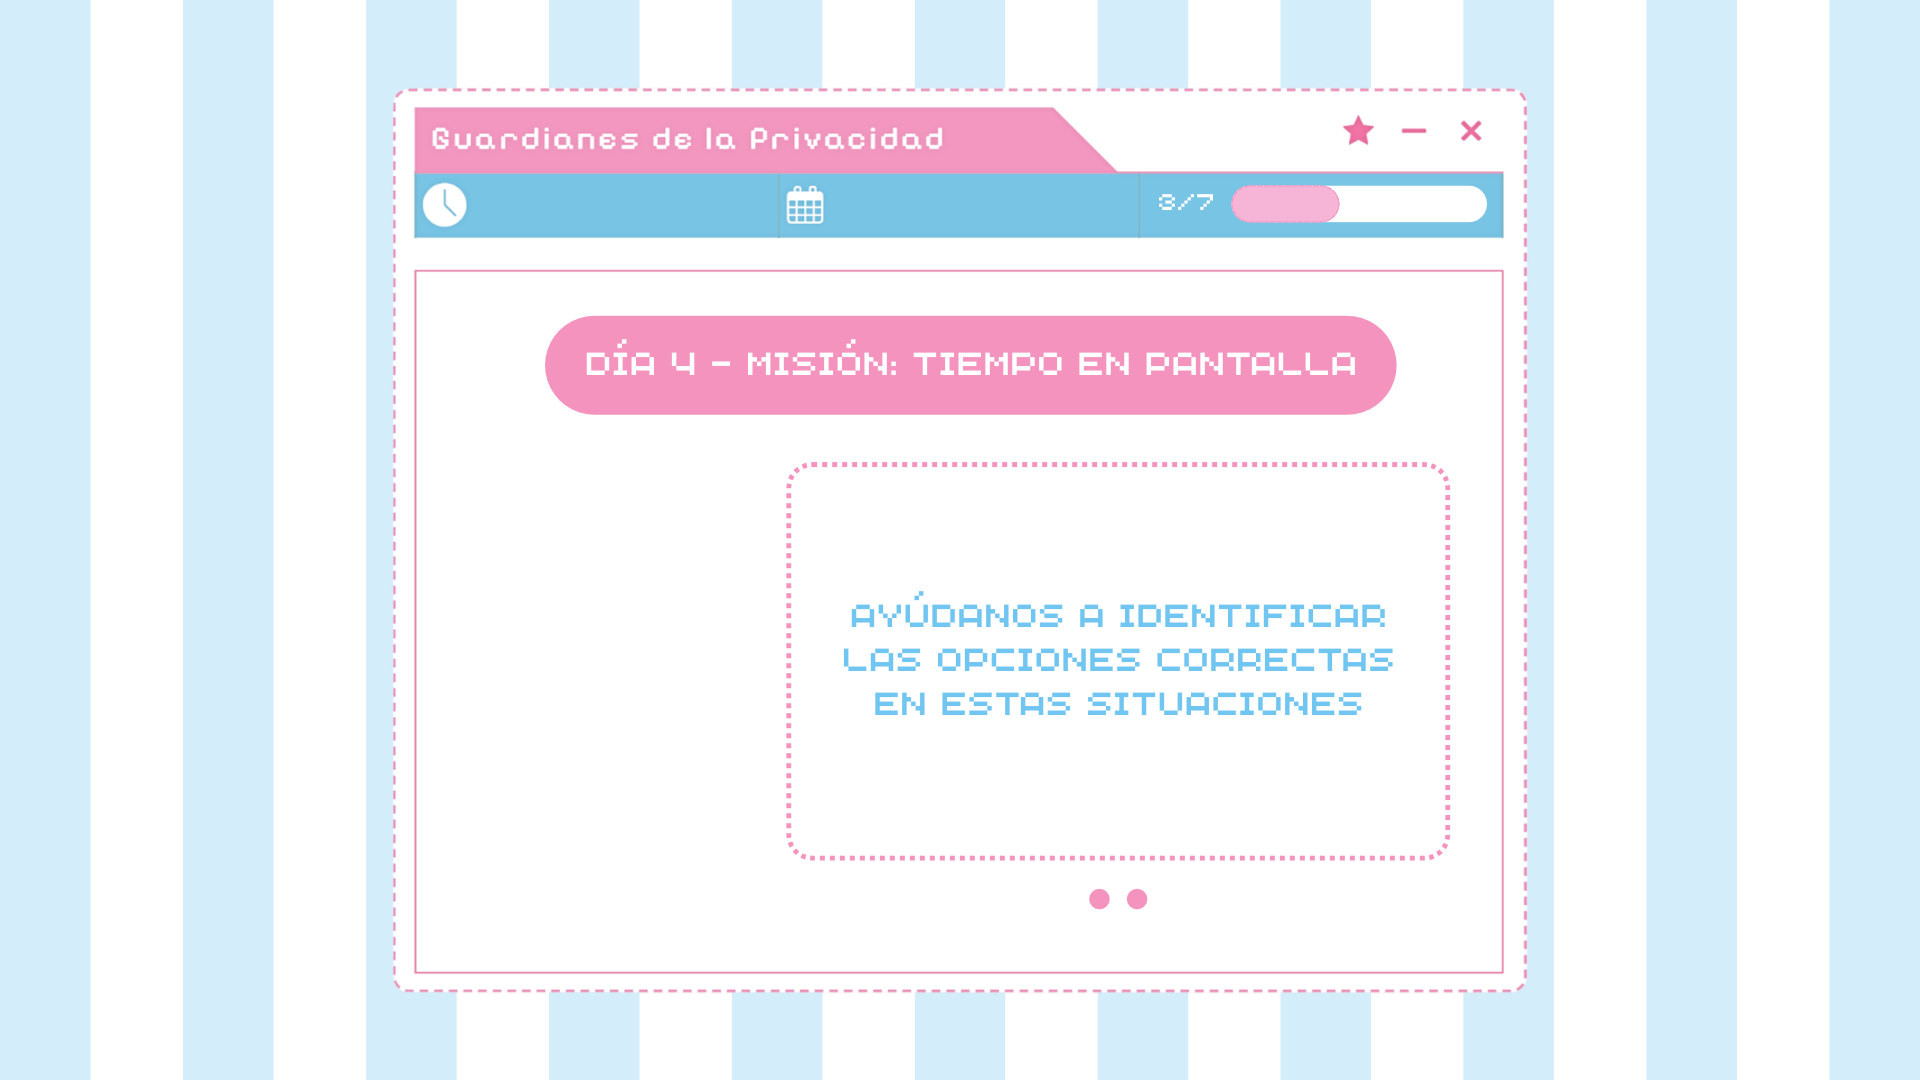 Guardianes de la Privacidad
3/7
DÍA 4 - MISIÓN: TIEMPO EN PANTALLA
AYÚDANOS A IDENTIFICAR
LAS OPCIONES CORRECTAS
EN ESTAS SITUACIONES